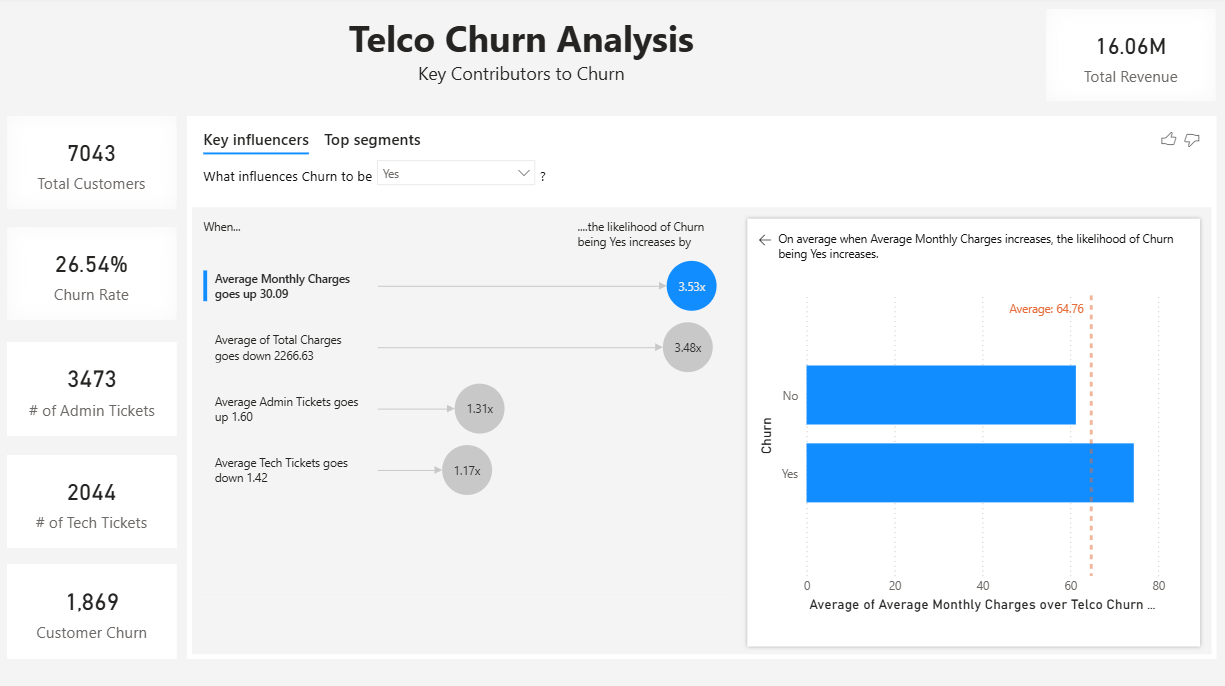 Telco Churn Analysis
Key Contributors to Churn
16.06M
Total Revenue
7043
Total Customers
26.54%
Churn Rate
3473
# of Admin Tickets
2044
# of Tech Tickets
1,869
Customer Churn
Key influencers
Top segments
What influences Churn to be
Yes
?
When...
....the likelihood of Churn
being Yes increases by
Average Monthly Charges
goes up 30.09
3.53x
Average of Total Charges
goes down 2266.63
3.48x
Average Admin Tickets goes
up 1.60
1.31x
Average Tech Tickets goes
down 1.42
1.17x
On average when Average Monthly Charges increases, the likelihood of Churn
being Yes increases.
Average: 64.76
Churn
No
Yes
0
20
40
60
80
Average of Average Monthly Charges over Telco Churn ...